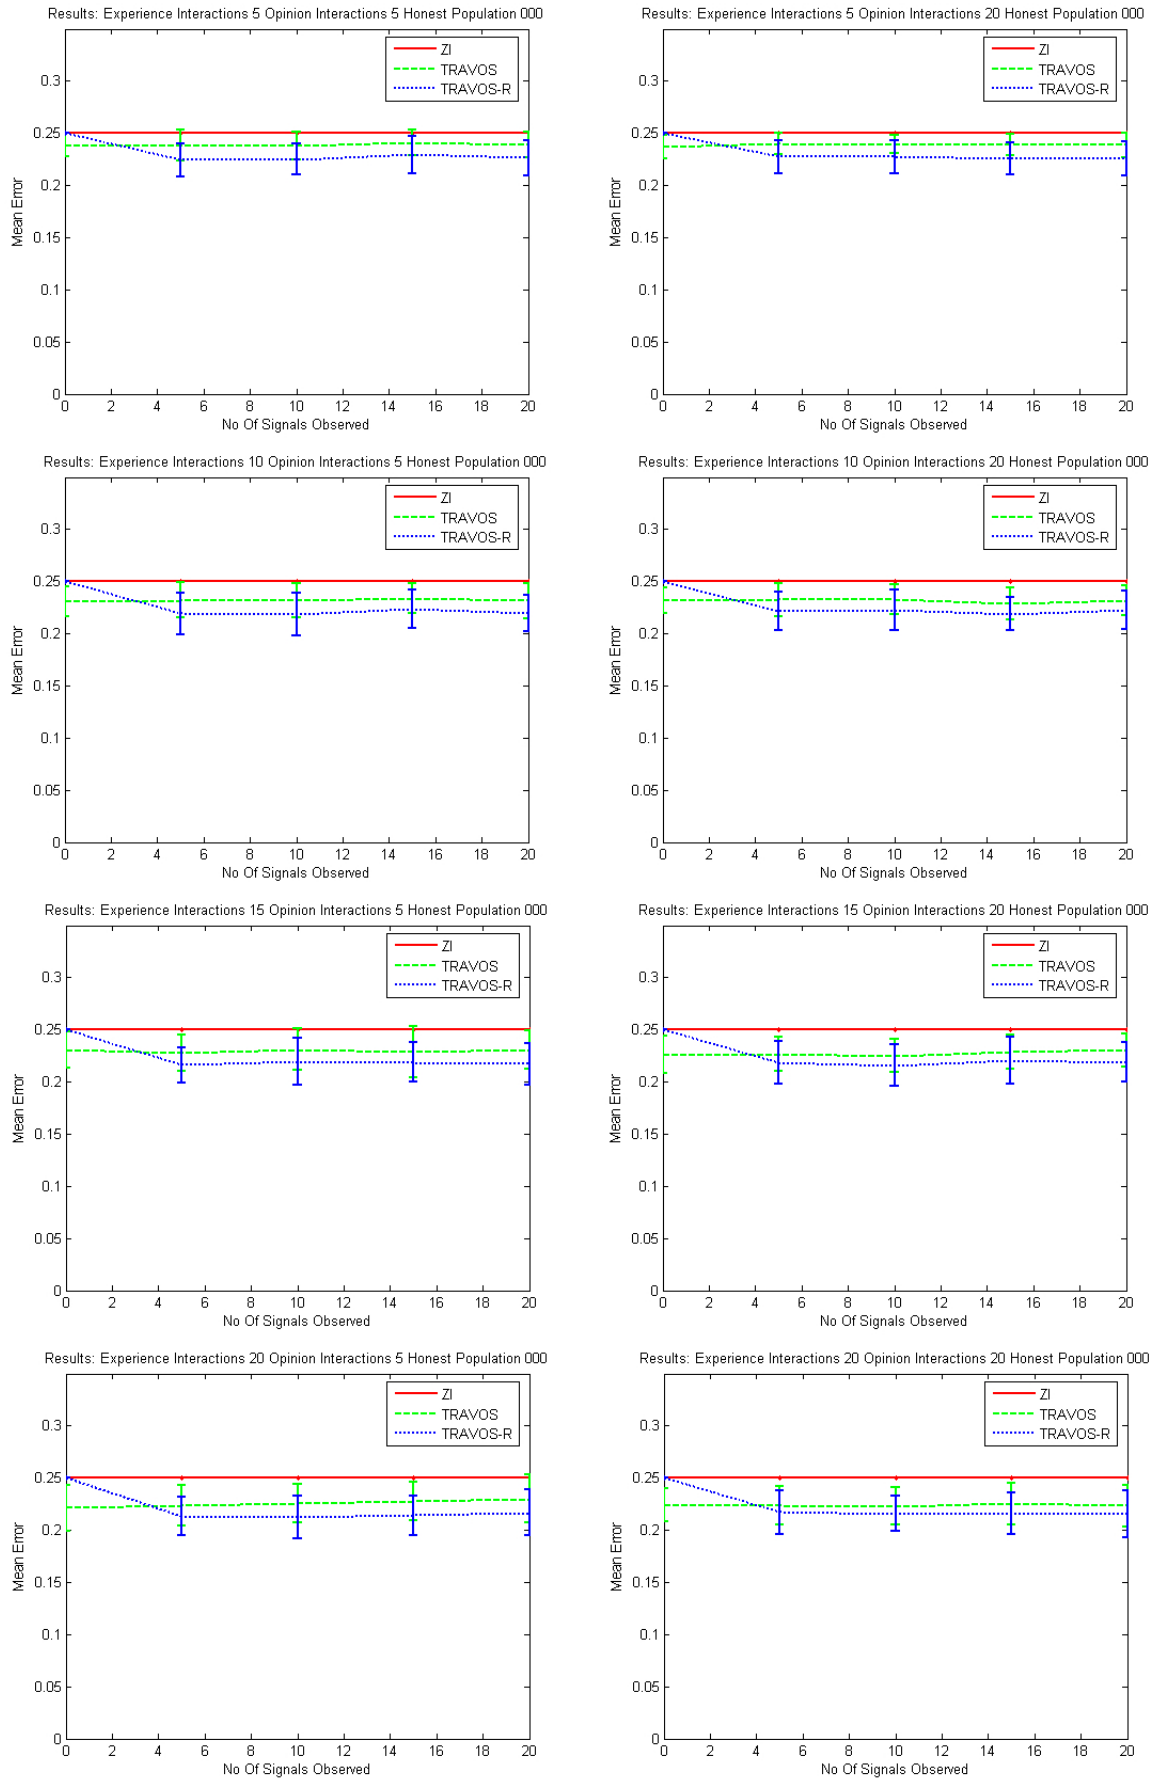 Results: Experience Interactions 5 Opinion Interactions 5 Honest Population 000
ZI
TRAVOS
TRAVOS-R
0.3
0.25
0.2
0.15
0.1
0.05
0
Mean Error
0 2 4 6 8 10 12 14 16 18 20
No Of Signals Observed
Results: Experience Interactions 5 Opinion Interactions 20 Honest Population 000
ZI
TRAVOS
TRAVOS-R
0.3
0.25
0.2
0.15
0.1
0.05
0
Mean Error
0 2 4 6 8 10 12 14 16 18 20
No Of Signals Observed
Results: Experience Interactions 10 Opinion Interactions 5 Honest Population 000
ZI
TRAVOS
TRAVOS-R
0.3
0.25
0.2
0.15
0.1
0.05
0
Mean Error
0 2 4 6 8 10 12 14 16 18 20
No Of Signals Observed
Results: Experience Interactions 10 Opinion Interactions 20 Honest Population 000
ZI
TRAVOS
TRAVOS-R
0.3
0.25
0.2
0.15
0.1
0.05
0
Mean Error
0 2 4 6 8 10 12 14 16 18 20
No Of Signals Observed
Results: Experience Interactions 15 Opinion Interactions 5 Honest Population 000
ZI
TRAVOS
TRAVOS-R
0.3
0.25
0.2
0.15
0.1
0.05
0
Mean Error
0 2 4 6 8 10 12 14 16 18 20
No Of Signals Observed
Results: Experience Interactions 15 Opinion Interactions 20 Honest Population 000
ZI
TRAVOS
TRAVOS-R
0.3
0.25
0.2
0.15
0.1
0.05
0
Mean Error
0 2 4 6 8 10 12 14 16 18 20
No Of Signals Observed
Results: Experience Interactions 20 Opinion Interactions 5 Honest Population 000
ZI
TRAVOS
TRAVOS-R
0.3
0.25
0.2
0.15
0.1
0.05
0
Mean Error
0 2 4 6 8 10 12 14 16 18 20
No Of Signals Observed
Results: Experience Interactions 20 Opinion Interactions 20 Honest Population 000
ZI
TRAVOS
TRAVOS-R
0.3
0.25
0.2
0.15
0.1
0.05
0
Mean Error
0 2 4 6 8 10 12 14 16 18 20
No Of Signals Observed